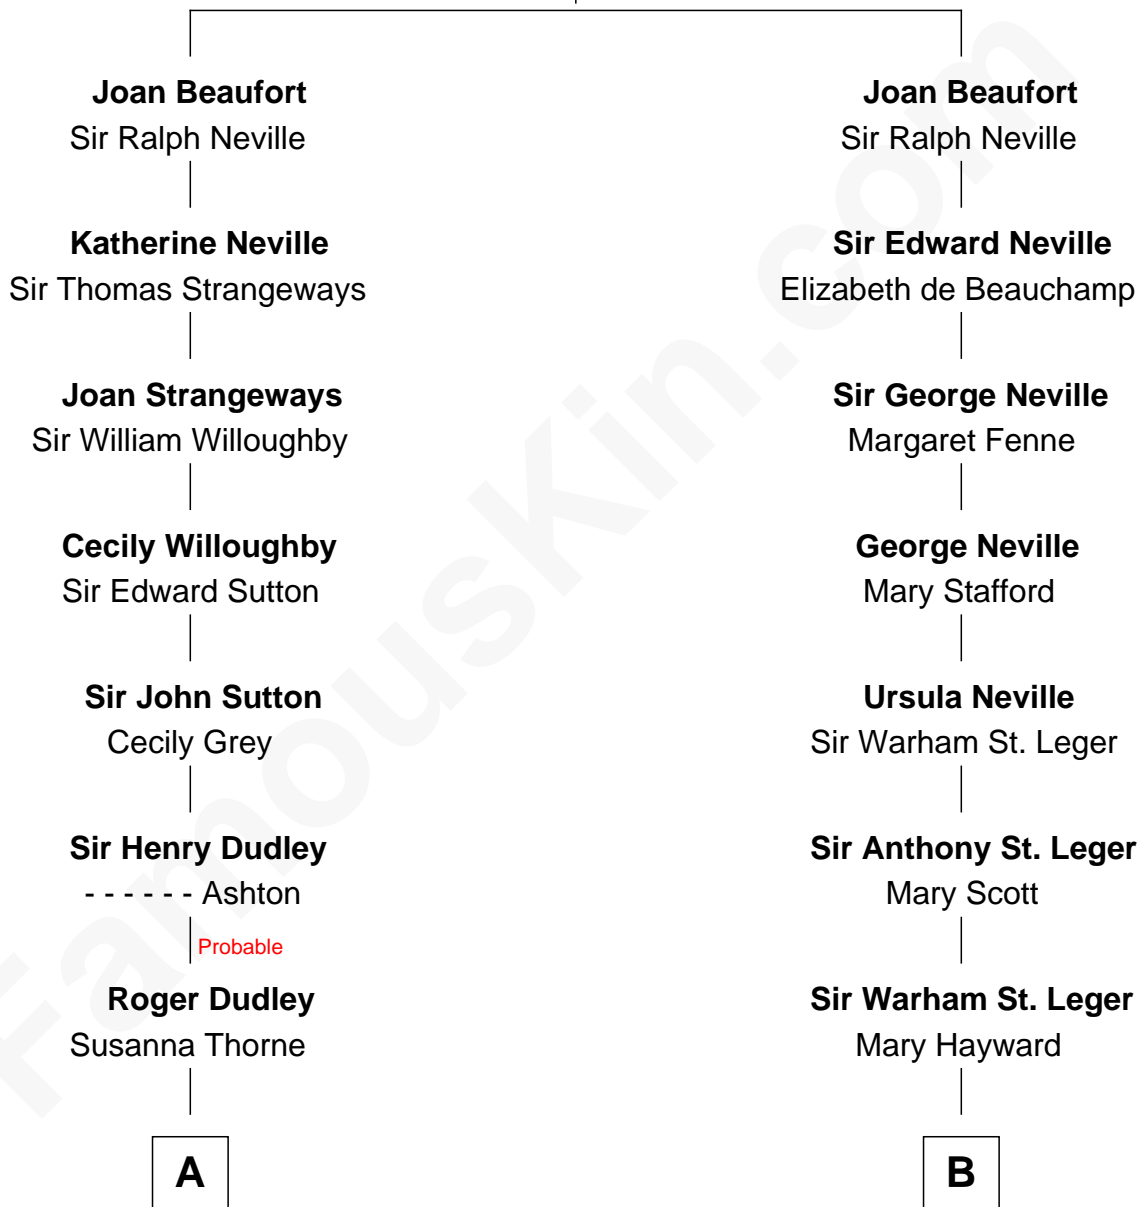 Joan Beaufort
Sir Ralph Neville
Katherine Neville
Sir Thomas Strangeways
Joan Strangeways
Sir William Willoughby
Cecily Willoughby
Sir Edward Sutton
Sir John Sutton
Cecily Grey
Sir Henry Dudley
- - - - - - Ashton
Probable
Roger Dudley
Susanna Thorne
A
Joan Beaufort
Sir Ralph Neville
Sir Edward Neville
Elizabeth de Beauchamp
Sir George Neville
Margaret Fenne
George Neville
Mary Stafford
Ursula Neville
Sir Warham St. Leger
Sir Anthony St. Leger
Mary Scott
Sir Warham St. Leger
Mary Hayward
B
FamousKin.com